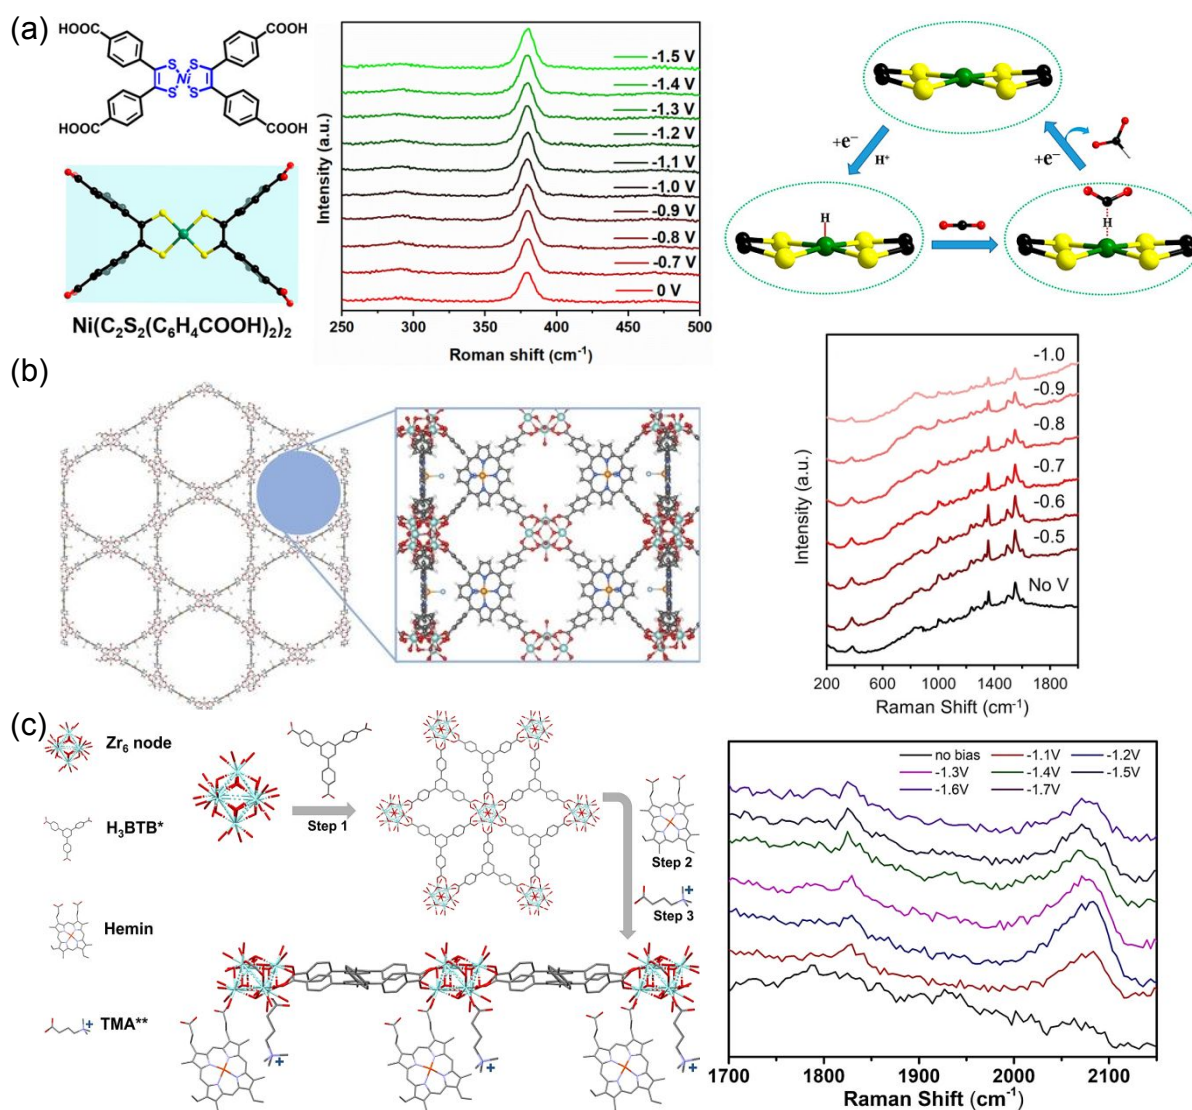 (a)
HOOC
COOH
S
S
Ni
S
S
HOOC
COOH
Ni(C₂S₂(C₆H₄COOH)₂)₂
Intensity (a.u.)
-1.5 V
-1.4 V
-1.3 V
-1.2 V
-1.1 V
-1.0 V
-0.9 V
-0.8 V
-0.7 V
0 V
250 300 350 400 450 500
Roman shift (cm⁻¹)
+e⁻
H⁺
+e⁻
H
H
(b)
Intensity (a.u.)
-1.0
-0.9
-0.8
-0.7
-0.6
-0.5
No V
200 600 1000 1400 1800
Raman Shift (cm⁻¹)
(c)
Zr₆ node
H₃BTB*
Hemin
TMA**
Step 1
Step 2
Step 3
+
+
+
+
+
Intensity (a.u.)
no bias -1.1V -1.2V
-1.3V -1.4V -1.5V
-1.6V -1.7V
1700 1800 1900 2000 2100
Raman Shift (cm⁻¹)